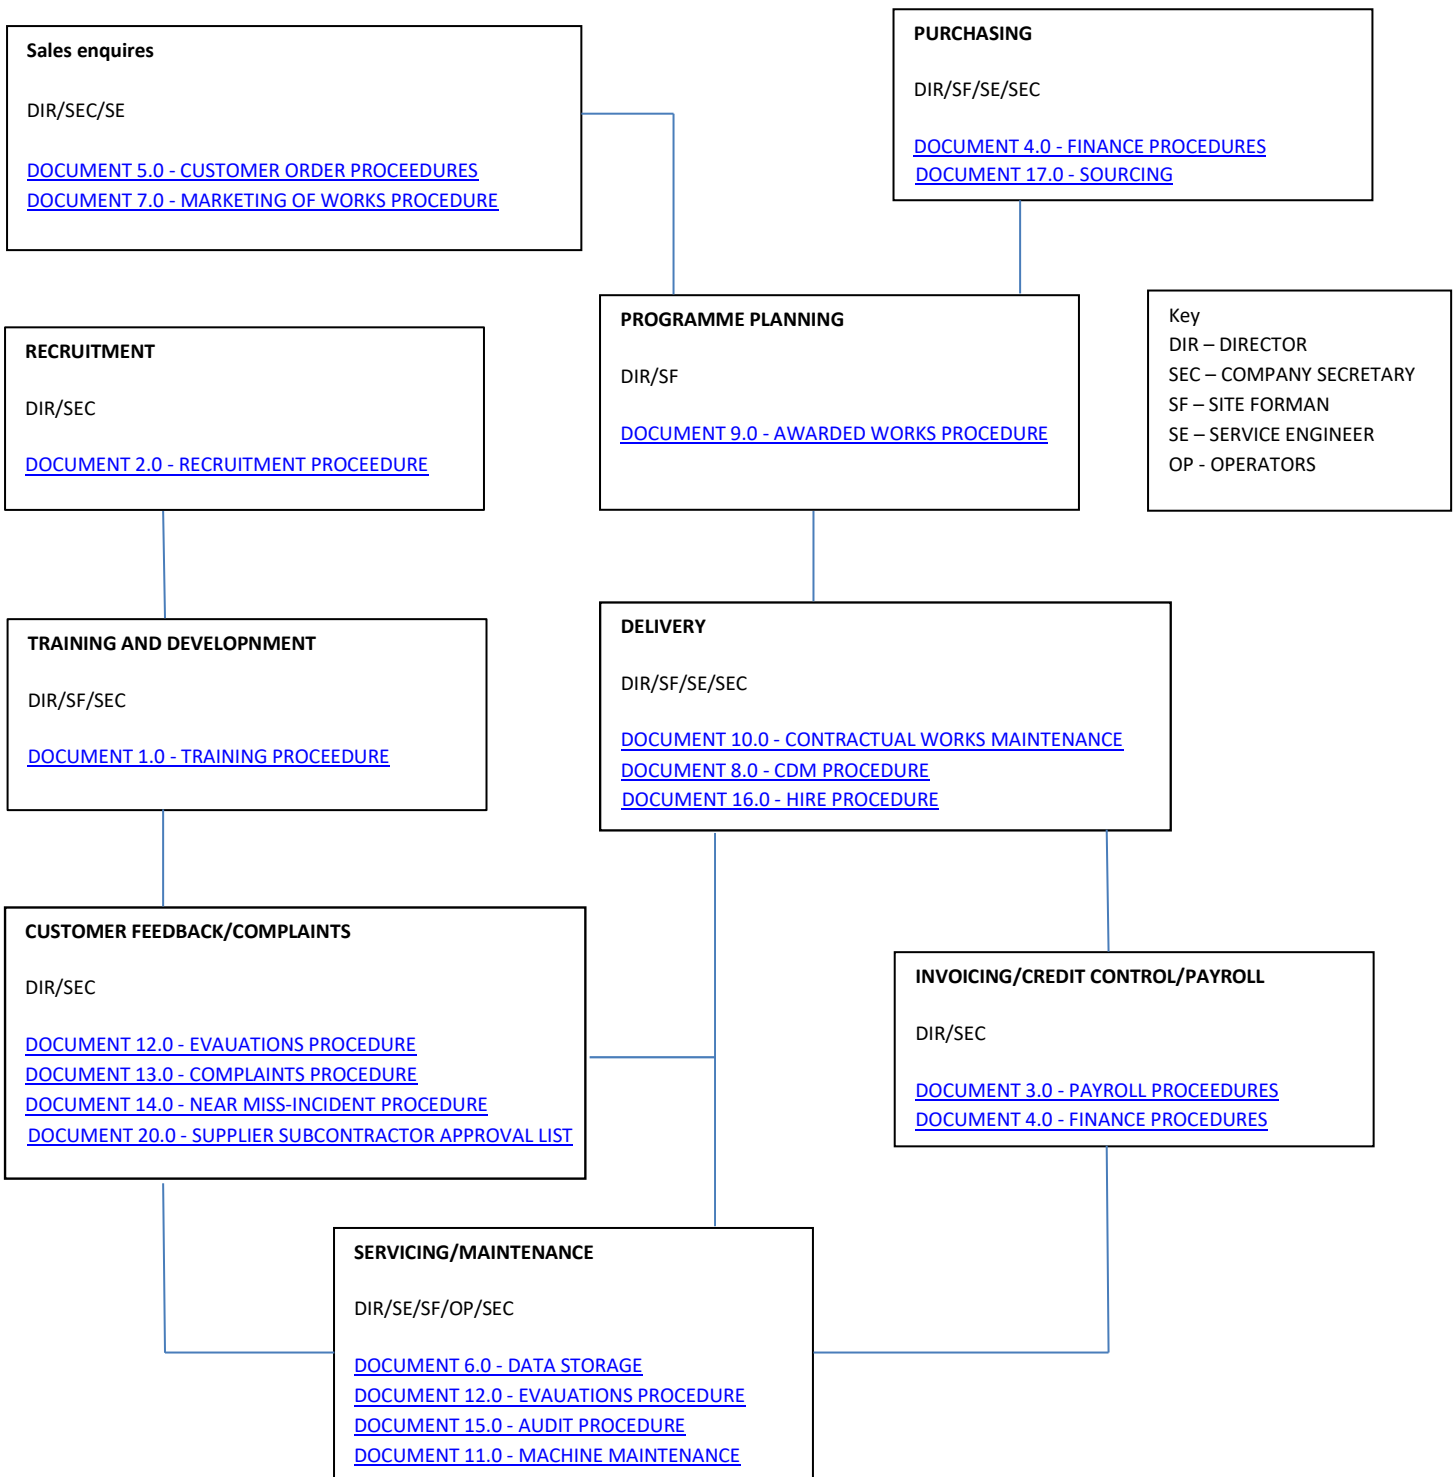 Sales enquires
DIR/SEC/SE
DOCUMENT 5.0 - CUSTOMER ORDER PROCEEDURES
DOCUMENT 7.0 - MARKETING OF WORKS PROCEDURE
PURCHASING
DIR/SF/SE/SEC
DOCUMENT 4.0 - FINANCE PROCEDURES
DOCUMENT 17.0 - SOURCING
RECRUITMENT
DIR/SEC
DOCUMENT 2.0 - RECRUITMENT PROCEEDURE
PROGRAMME PLANNING
DIR/SF
DOCUMENT 9.0 - AWARDED WORKS PROCEDURE
Key
DIR – DIRECTOR
SEC – COMPANY SECRETARY
SF – SITE FORMAN
SE – SERVICE ENGINEER
OP - OPERATORS
TRAINING AND DEVELOPNMENT
DIR/SF/SEC
DOCUMENT 1.0 - TRAINING PROCEEDURE
DELIVERY
DIR/SF/SE/SEC
DOCUMENT 10.0 - CONTRACTUAL WORKS MAINTENANCE
DOCUMENT 8.0 - CDM PROCEDURE
DOCUMENT 16.0 - HIRE PROCEDURE
CUSTOMER FEEDBACK/COMPLAINTS
DIR/SEC
DOCUMENT 12.0 - EVAUATIONS PROCEDURE
DOCUMENT 13.0 - COMPLAINTS PROCEDURE
DOCUMENT 14.0 - NEAR MISS-INCIDENT PROCEDURE
DOCUMENT 20.0 - SUPPLIER SUBCONTRACTOR APPROVAL LIST
INVOICING/CREDIT CONTROL/PAYROLL
DIR/SEC
DOCUMENT 3.0 - PAYROLL PROCEEDURES
DOCUMENT 4.0 - FINANCE PROCEDURES
SERVICING/MAINTENANCE
DIR/SE/SF/OP/SEC
DOCUMENT 6.0 - DATA STORAGE
DOCUMENT 12.0 - EVAUATIONS PROCEDURE
DOCUMENT 15.0 - AUDIT PROCEDURE
DOCUMENT 11.0 - MACHINE MAINTENANCE